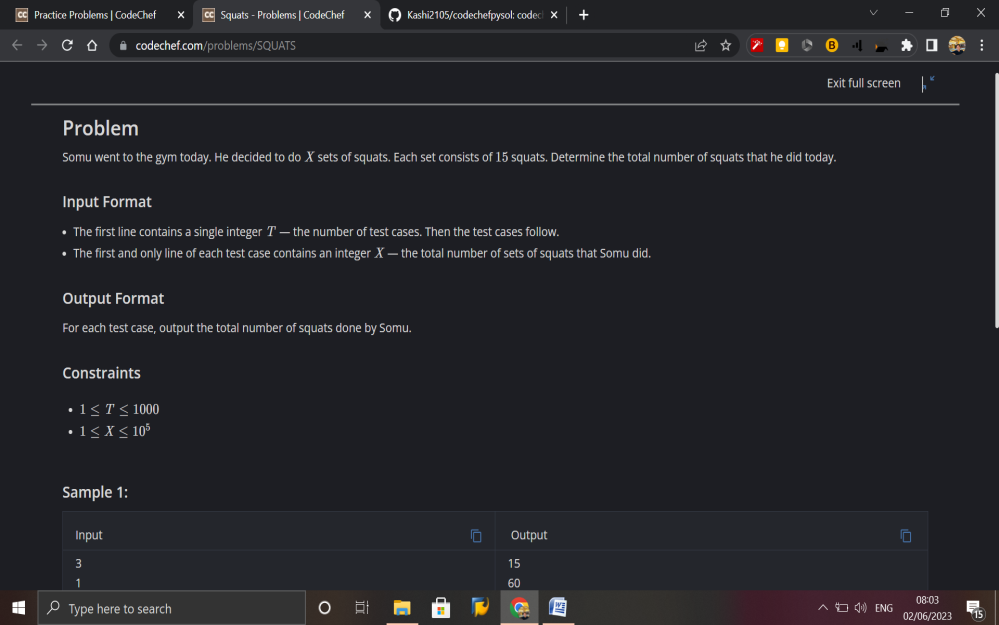 Practice Problems | CodeChef
Squats - Problems | CodeChef
Kashi2105/codechefpysol: codec
codechef.com/problems/SQUATS
Exit full screen
Problem
Somu went to the gym today. He decided to do X sets of squats. Each set consists of 15 squats. Determine the total number of squats that he did today.
Input Format
• The first line contains a single integer T — the number of test cases. Then the test cases follow.
• The first and only line of each test case contains an integer X — the total number of sets of squats that Somu did.
Output Format
For each test case, output the total number of squats done by Somu.
Constraints
• 1 ≤ T ≤ 1000
• 1 ≤ X ≤ 10⁵
Sample 1:
Input Output
3 15
1 60
Type here to search
ENG
08:03
02/06/2023
15